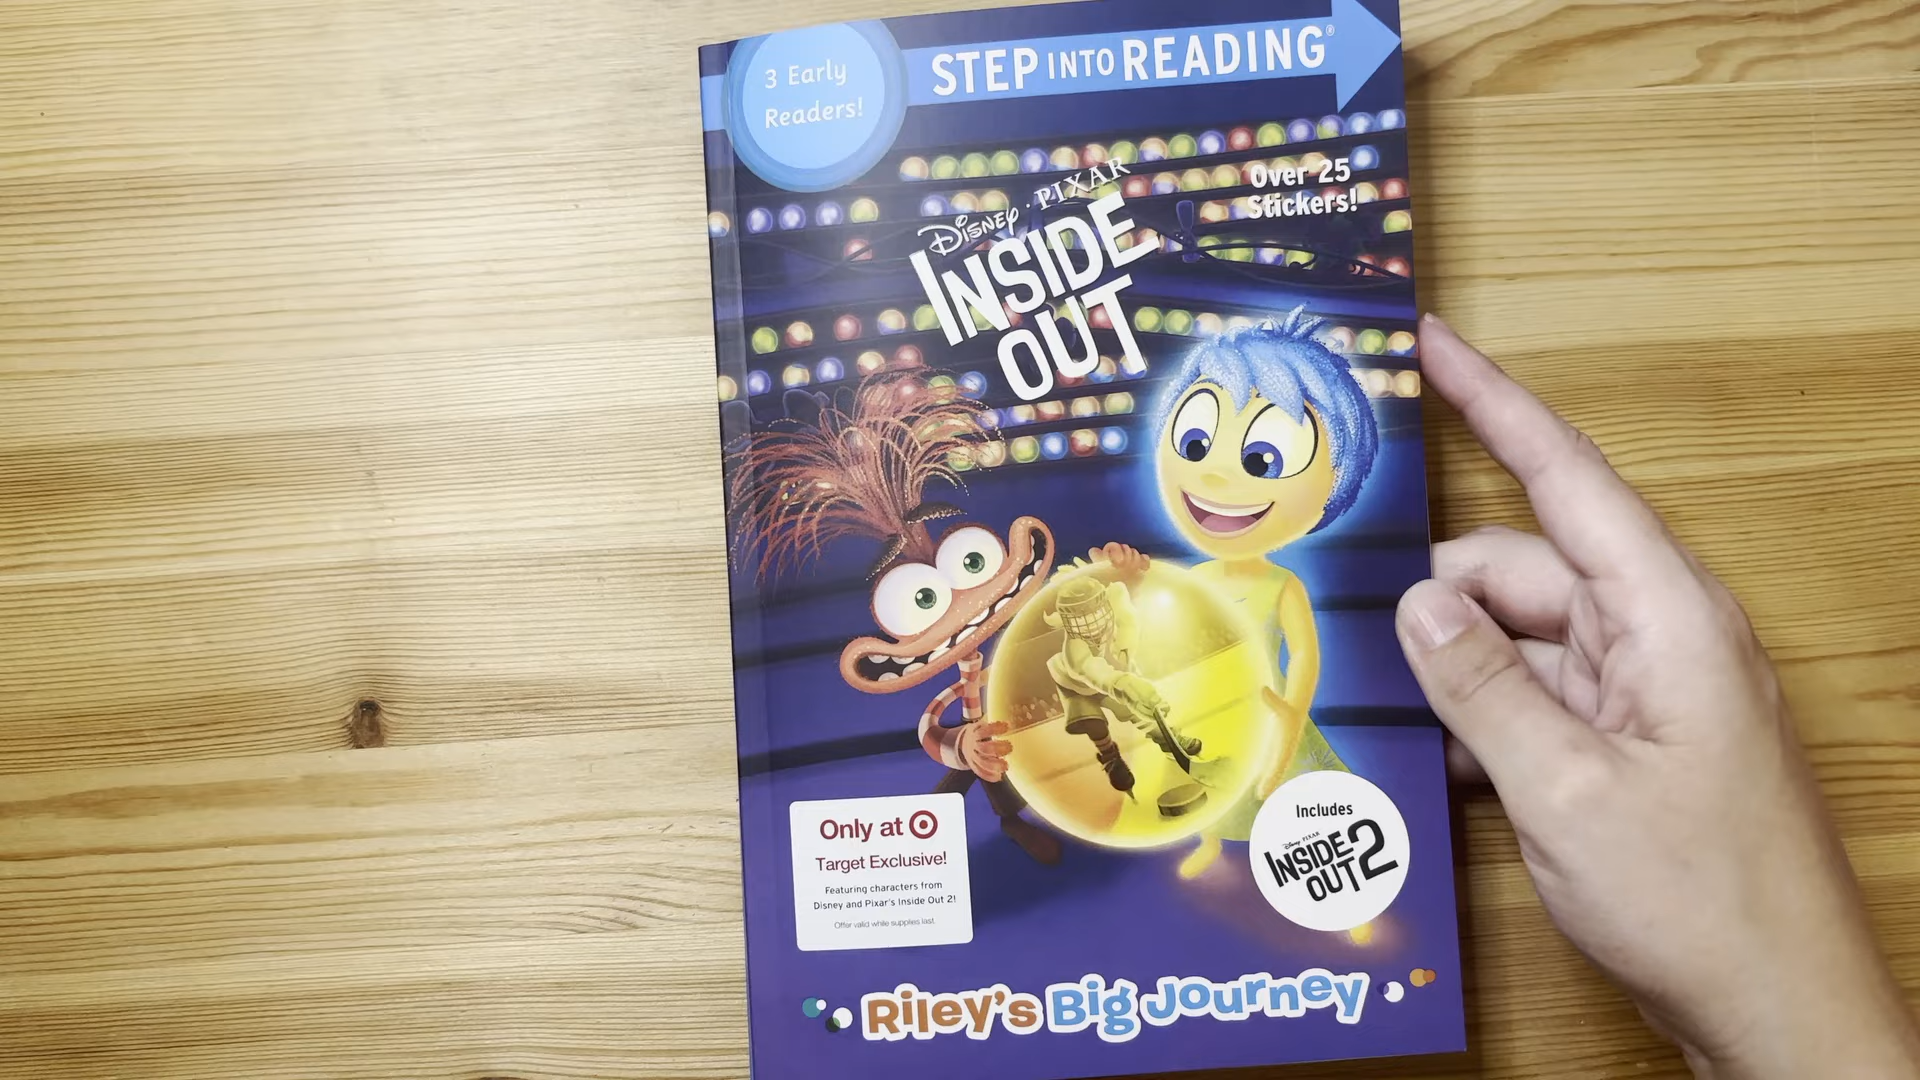 3 Early
Readers!
STEP INTO READING®
Over 25
Stickers!
Disney · PIXAR
INSIDE
OUT
Only at
Target Exclusive!
Featuring characters from
Disney and Pixar's Inside Out 2!
Offer valid while supplies last.
Includes
Disney PIXAR
INSIDE
OUT 2
Riley's Big Journey